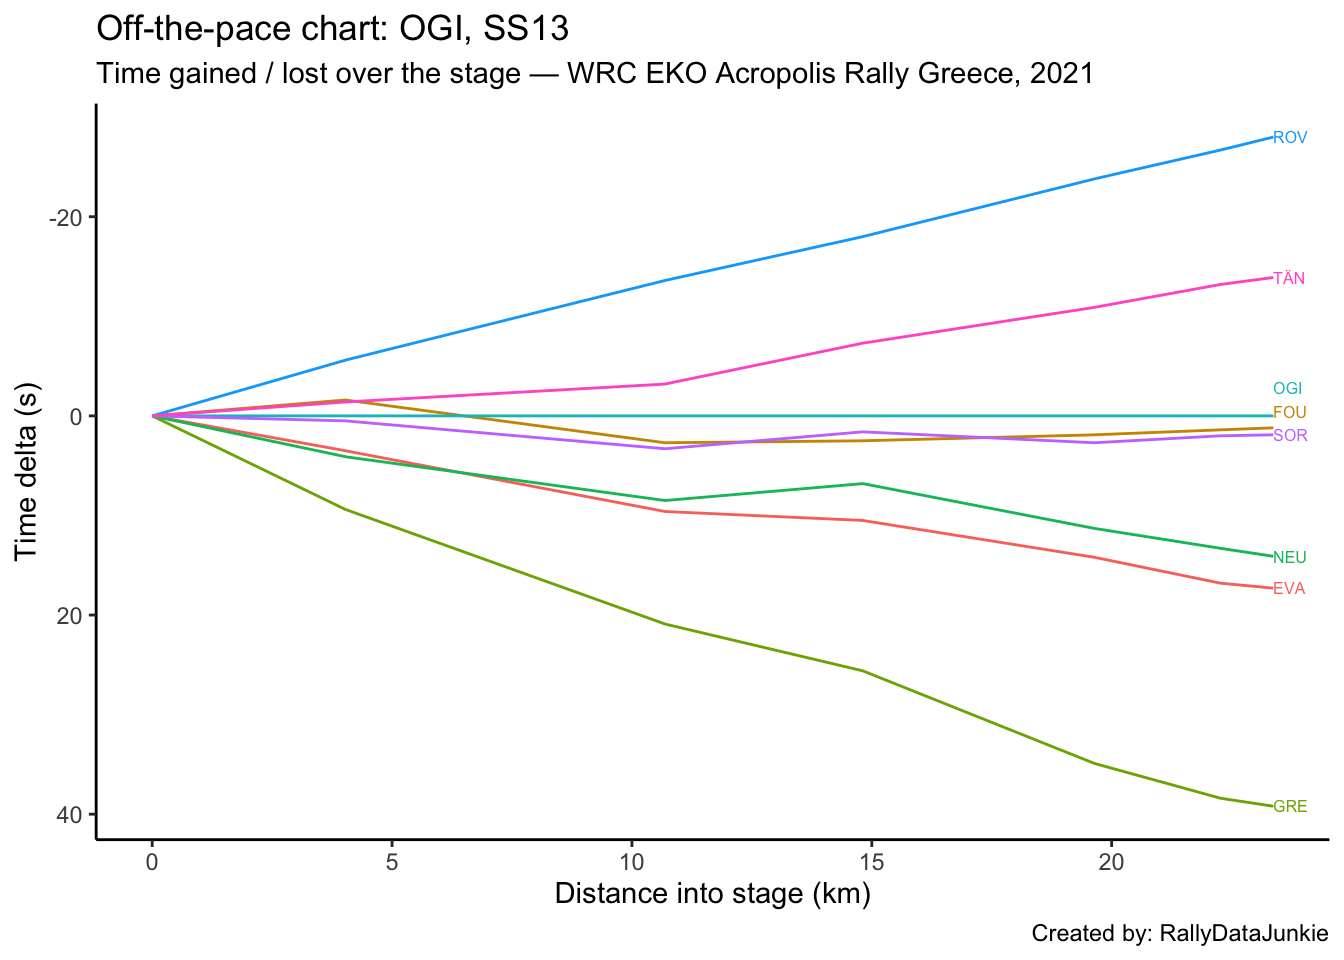 Off-the-pace chart: OGI, SS13
Time gained / lost over the stage — WRC EKO Acropolis Rally Greece, 2021
Time delta (s)
-20
0
20
40
ROV
TÄN
OGI
FOU
SOR
NEU
EVA
GRE
0 5 10 15 20
Distance into stage (km)
Created by: RallyDataJunkie